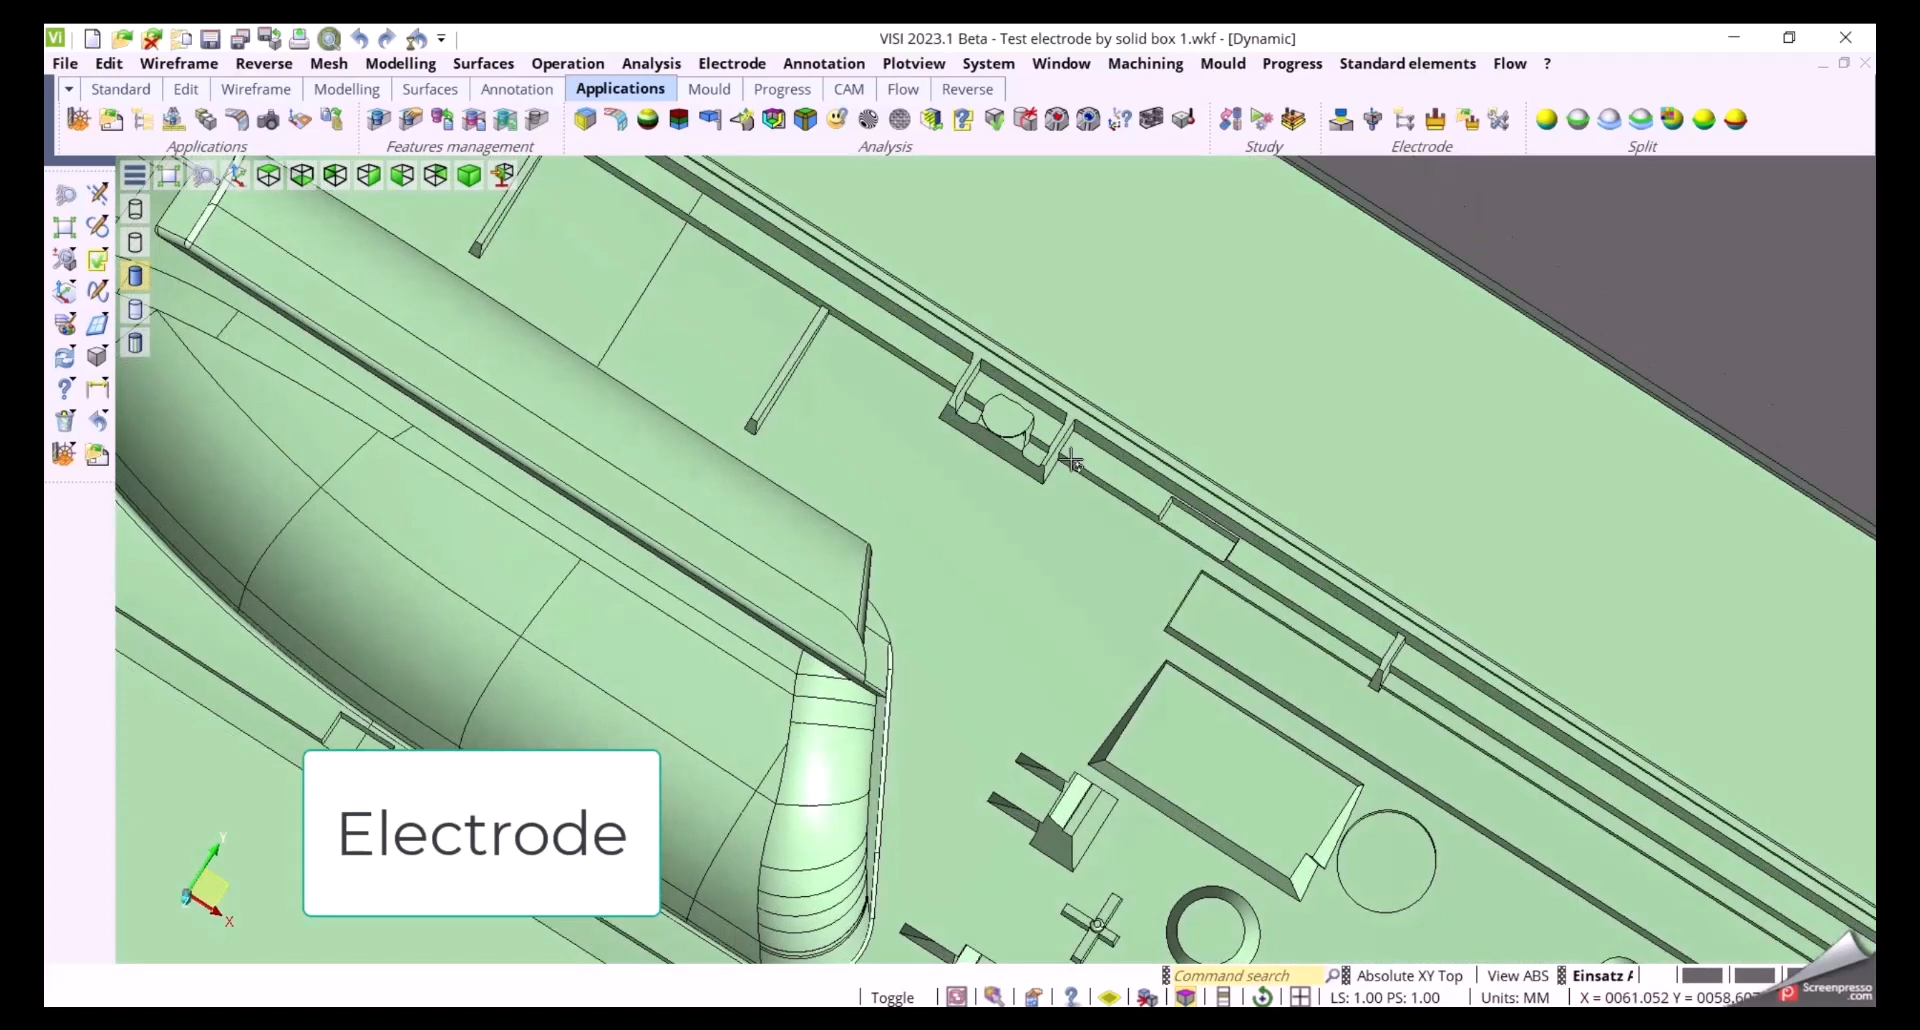 Vi
VISI 2023.1 Beta - Test electrode by solid box 1.wkf - [Dynamic]
File Edit Wireframe Reverse Mesh Modelling Surfaces Operation Analysis Electrode Annotation Plotview System Window Machining Mould Progress Standard elements Flow ?
Standard Edit Wireframe Modelling Surfaces Annotation Applications Mould Progress CAM Flow Reverse
Applications Features management Analysis Study Electrode Split
Electrode
Y
X
Command search Absolute XY Top View ABS Einsatz
Toggle LS: 1.00 PS: 1.00 Units: MM X = 0061.052 Y = 0058.607
Screenpresso
.com